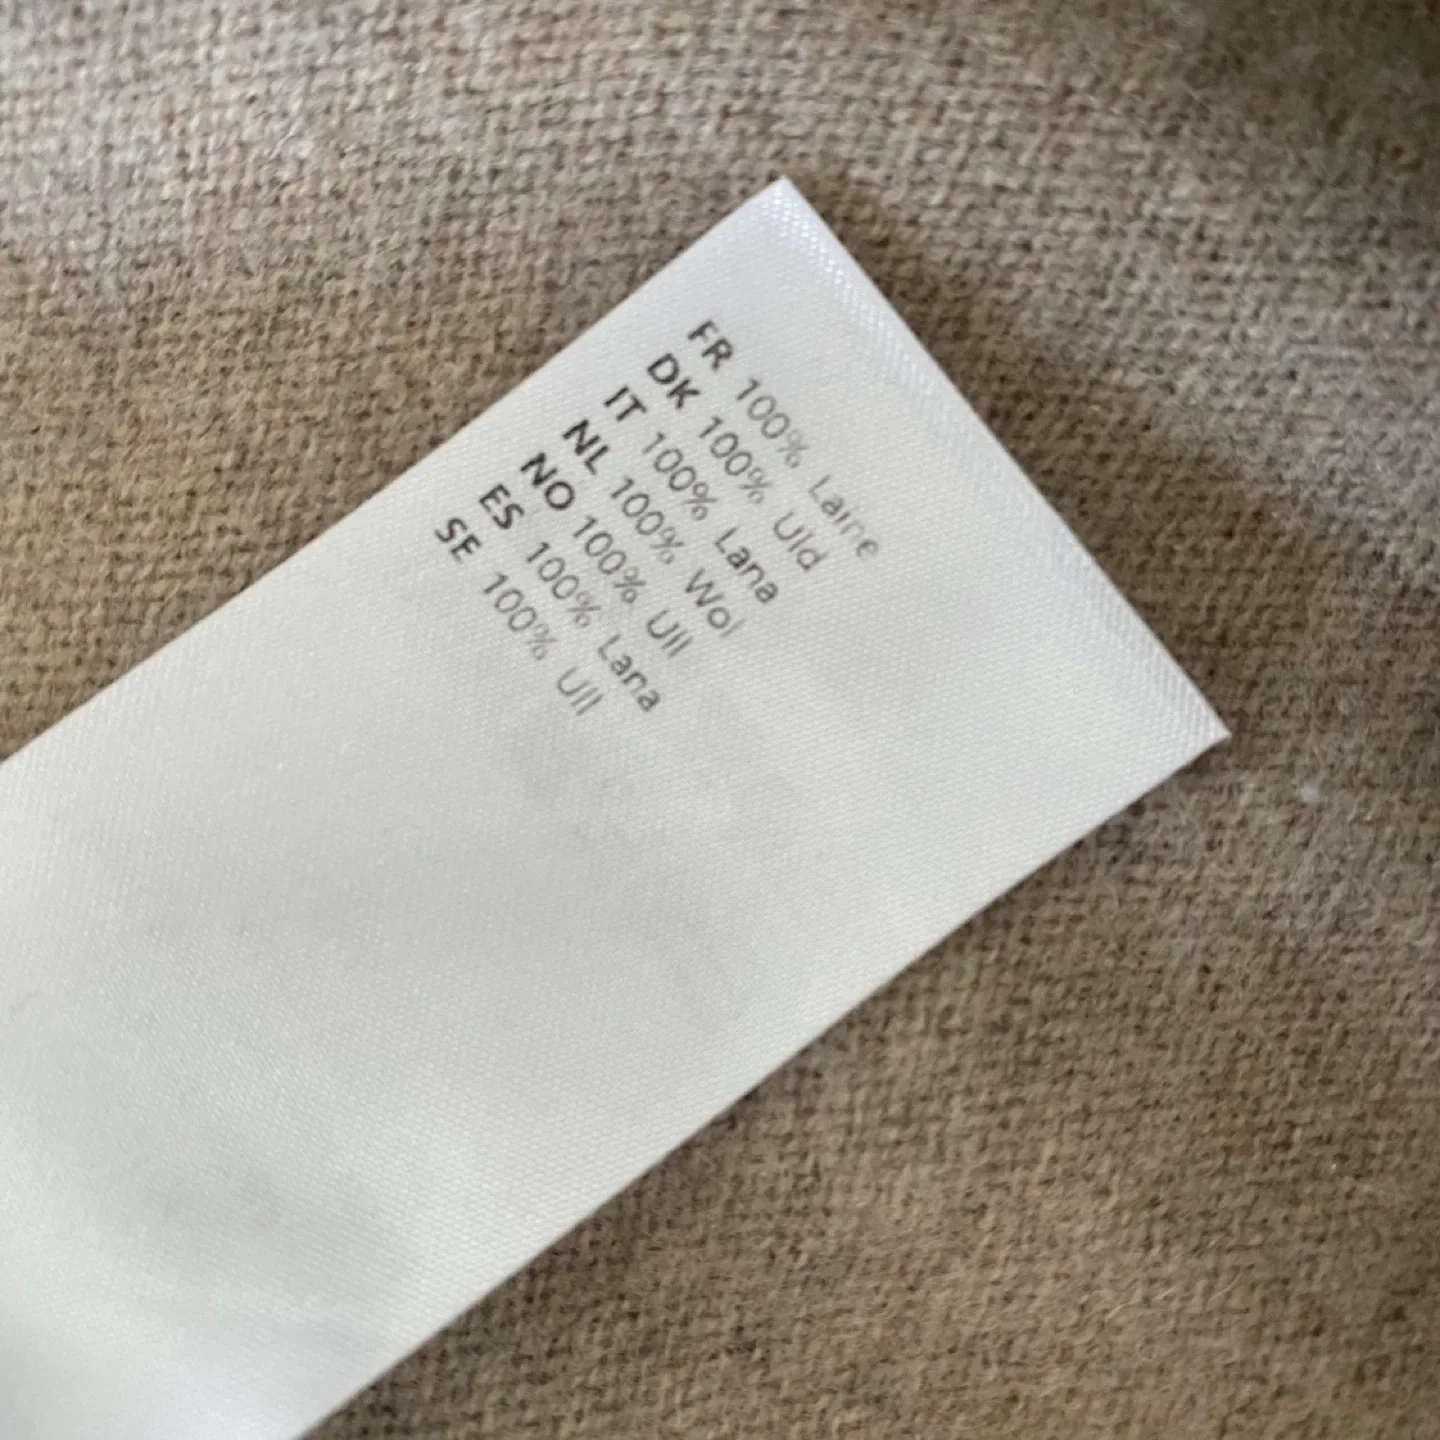 FR 100% Laine
DK 100% Uld
IT 100% Lana
NL 100% Wol
NO 100% Ull
ES 100% Lana
SE 100% Ull